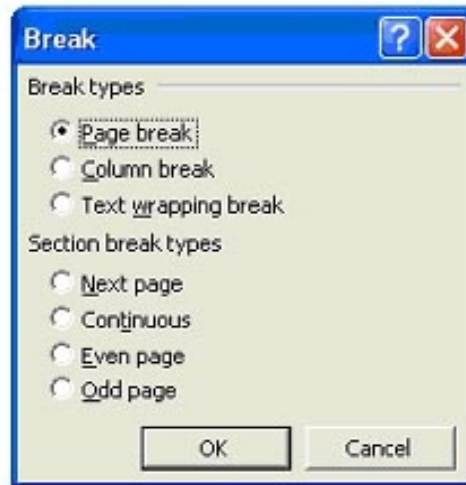 Break
Break types
Page break
Column break
Text wrapping break
Section break types
Next page
Continuous
Even page
Odd page
OK Cancel